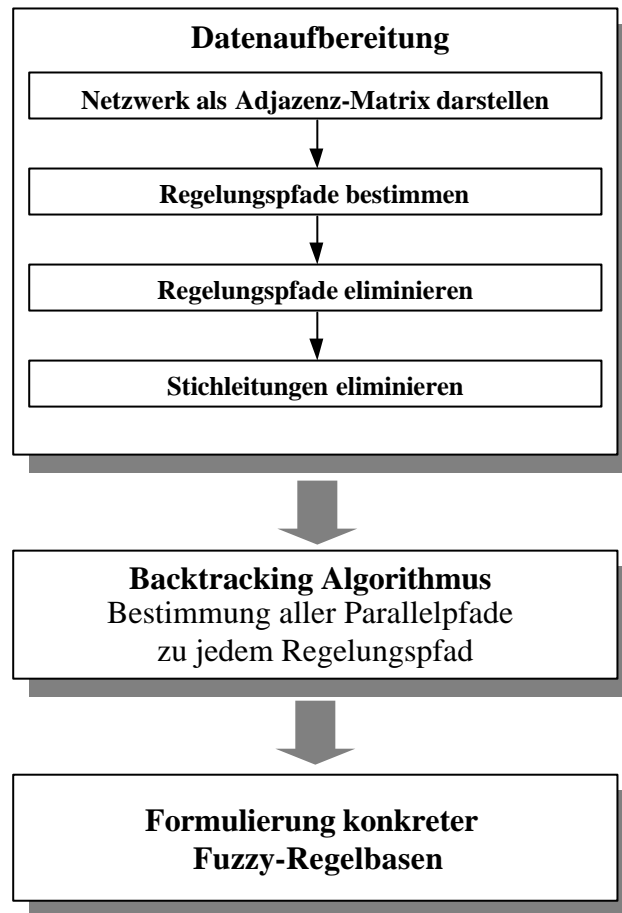 Datenaufbereitung
Netzwerk als Adjazenz-Matrix darstellen
Regelungspfade bestimmen
Regelungspfade eliminieren
Stichleitungen eliminieren
Backtracking Algorithmus
Bestimmung aller Parallelpfade
zu jedem Regelungspfad
Formulierung konkreter
Fuzzy-Regelbasen